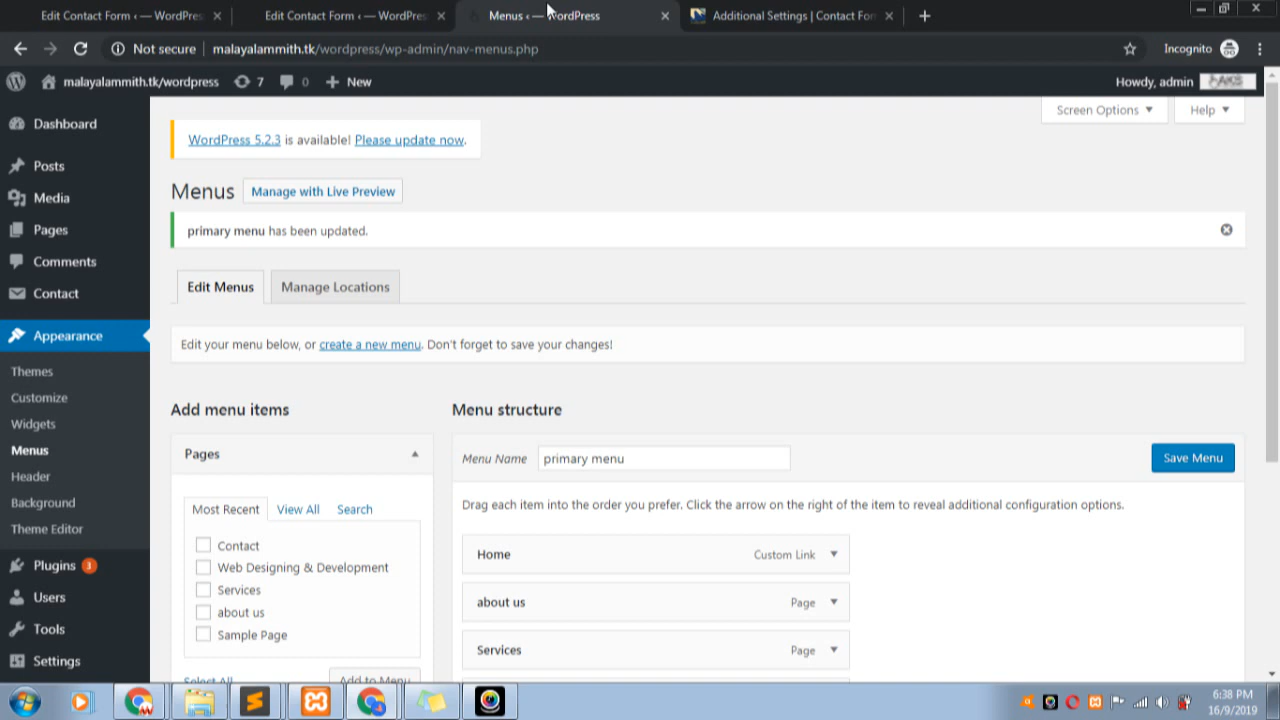 Edit Contact Form ‹ — WordPres
Edit Contact Form ‹ — WordPres
Menus ‹ — WordPress
Additional Settings | Contact For
Not secure
malayalammith.tk/wordpress/wp-admin/nav-menus.php
Incognito
malayalammith.tk/wordpress
7
0
New
Howdy, admin
Dashboard
Posts
Media
Pages
Comments
Contact
Appearance
Themes
Customize
Widgets
Menus
Header
Background
Theme Editor
Plugins 3
Users
Tools
Settings
Screen Options
Help
WordPress 5.2.3 is available! Please update now.
Menus
Manage with Live Preview
primary menu has been updated.
Edit Menus
Manage Locations
Edit your menu below, or create a new menu. Don't forget to save your changes!
Add menu items
Pages
Most Recent
View All
Search
Contact
Web Designing & Development
Services
about us
Sample Page
Select All
Add to Menu
Menu structure
Menu Name
primary menu
Save Menu
Drag each item into the order you prefer. Click the arrow on the right of the item to reveal additional configuration options.
Home
Custom Link
about us
Page
Services
Page
6:38 PM
16/9/2019